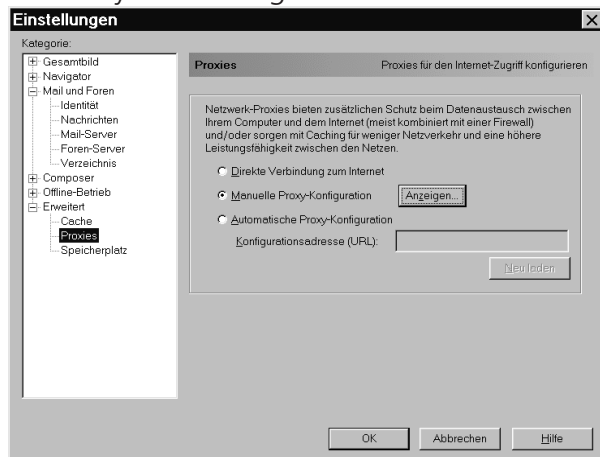 Einstellungen
Kategorie:
Gesamtbild
Navigator
Mail und Foren
Identität
Nachrichten
Mail-Server
Foren-Server
Verzeichnis
Composer
Offline-Betrieb
Erweitert
Cache
Proxies
Speicherplatz
Proxies Proxies für den Internet-Zugriff konfigurieren
Netzwerk-Proxies bieten zusätzlichen Schutz beim Datenaustausch zwischen
Ihrem Computer und dem Internet (meist kombiniert mit einer Firewall)
und/oder sorgen mit Caching für weniger Netzverkehr und eine höhere
Leistungsfähigkeit zwischen den Netzen.
Direkte Verbindung zum Internet
Manuelle Proxy-Konfiguration Anzeigen...
Automatische Proxy-Konfiguration
Konfigurationsadresse (URL):
Neu laden
OK Abbrechen Hilfe